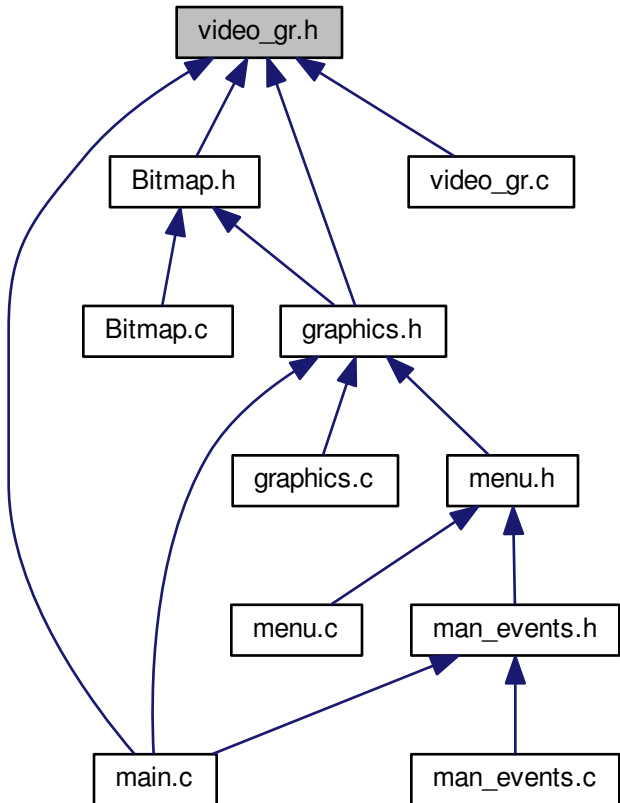 video_gr.h
Bitmap.h
video_gr.c
Bitmap.c
graphics.h
graphics.c
menu.h
menu.c
man_events.h
main.c
man_events.c